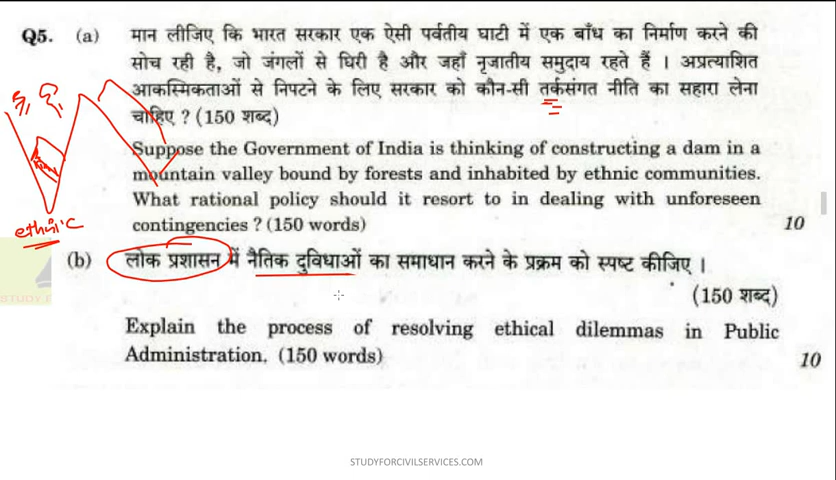 Q5. (a) मान लीजिए कि भारत सरकार एक ऐसी पर्वतीय घाटी में एक बाँध का निर्माण करने की
सोच रही है, जो जंगलों से घिरी है और जहाँ नृजातीय समुदाय रहते हैं । अप्रत्याशित
आकस्मिकताओं से निपटने के लिए सरकार को कौन-सी तर्कसंगत नीति का सहारा लेना
चाहिए ? (150 शब्द)
Suppose the Government of India is thinking of constructing a dam in a
mountain valley bound by forests and inhabited by ethnic communities.
What rational policy should it resort to in dealing with unforeseen
contingencies ? (150 words) 10
ethnic
(b) लोक प्रशासन में नैतिक दुविधाओं का समाधान करने के प्रक्रम को स्पष्ट कीजिए ।
(150 शब्द)
Explain the process of resolving ethical dilemmas in Public
Administration. (150 words) 10
STUDYFORCIVILSERVICES.COM